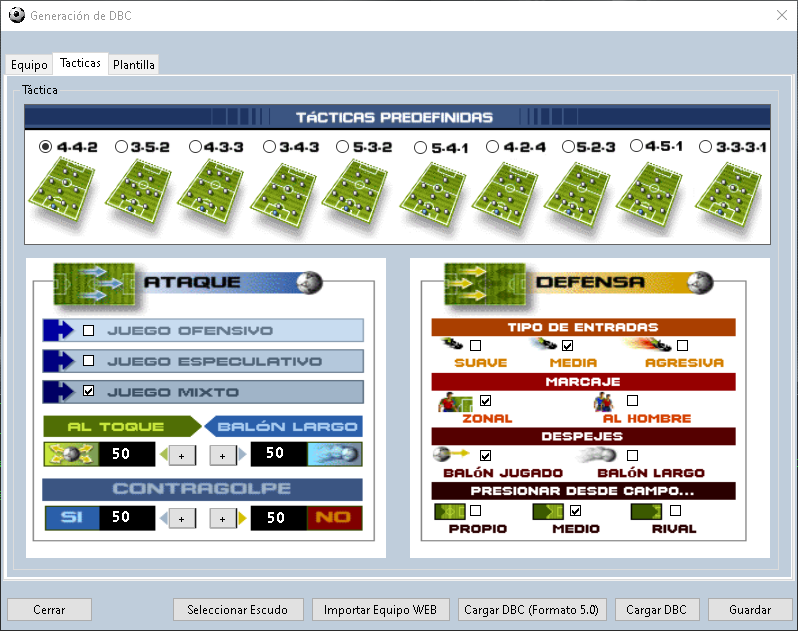 Generación de DBC
Equipo Tacticas Plantilla
Táctica
TÁCTICAS PREDEFINIDAS
4-4-2 3-5-2 4-3-3 3-4-3 5-3-2 5-4-1 4-2-4 5-2-3 4-5-1 3-3-3-1
ATAQUE
JUEGO OFENSIVO
JUEGO ESPECULATIVO
JUEGO MIXTO
AL TOQUE BALÓN LARGO
50 + + 50
CONTRAGOLPE
SI 50 + + 50 NO
DEFENSA
TIPO DE ENTRADAS
SUAVE MEDIA AGRESIVA
MARCAJE
ZONAL AL HOMBRE
DESPEJES
BALÓN JUGADO BALÓN LARGO
PRESIONAR DESDE CAMPO...
PROPIO MEDIO RIVAL
Cerrar Seleccionar Escudo Importar Equipo WEB Cargar DBC (Formato 5.0) Cargar DBC Guardar